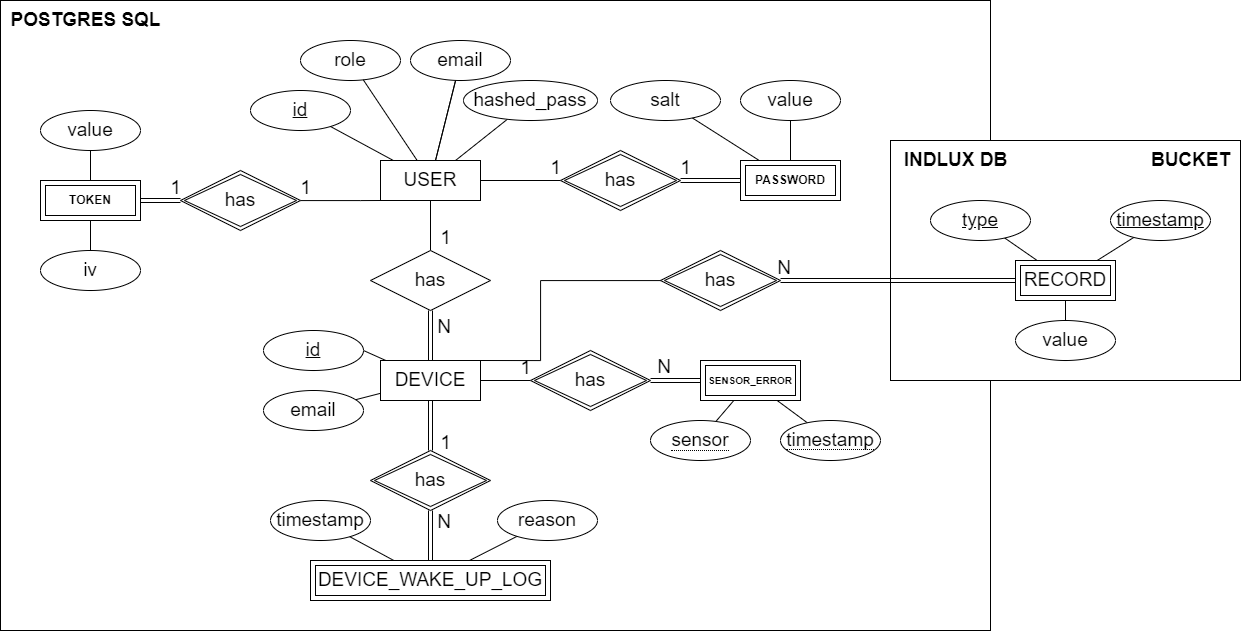 POSTGRES SQL
role
email
id
hashed_pass
salt
value
value
INDLUX DB
BUCKET
TOKEN
1
has
1
USER
1
has
1
PASSWORD
iv
type
timestamp
1
has
N
has
N
RECORD
value
id
email
DEVICE
1
has
N
SENSOR_ERROR
sensor
timestamp
1
has
N
timestamp
reason
DEVICE_WAKE_UP_LOG